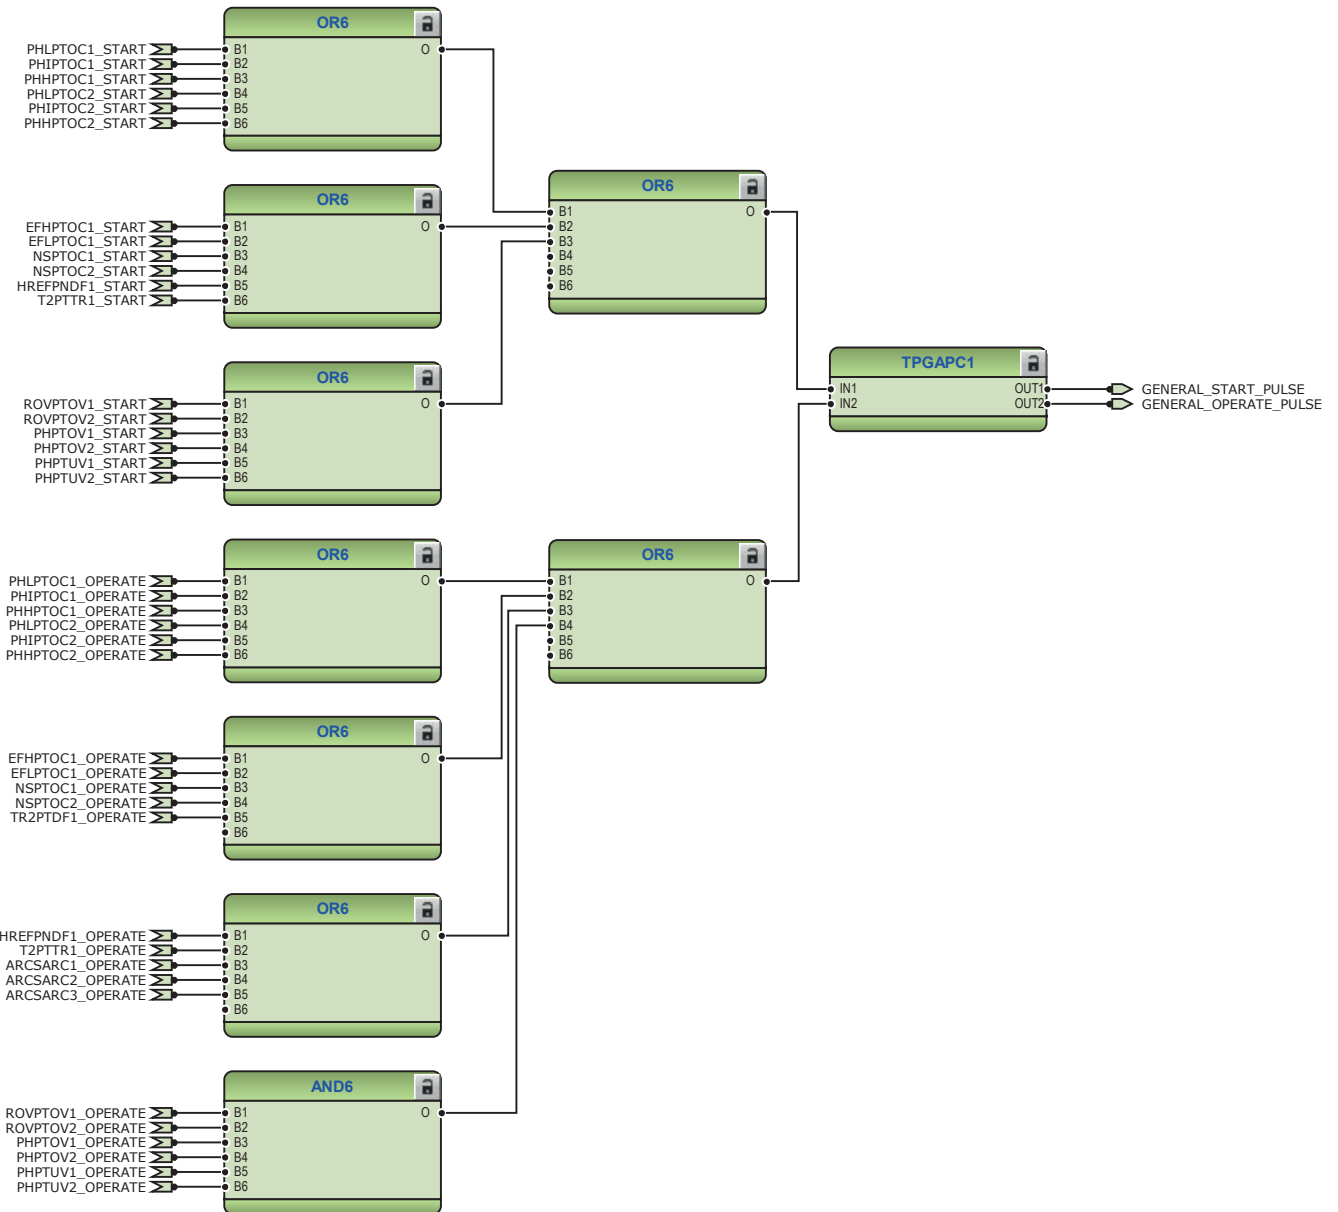 OR6
PHLPTOC1_START B1 O
PHIPTOC1_START B2
PHHPTOC1_START B3
PHLPTOC2_START B4
PHIPTOC2_START B5
PHHPTOC2_START B6
OR6
EFHPTOC1_START B1 O
EFLPTOC1_START B2
NSPTOC1_START B3
NSPTOC2_START B4
HREFPNDF1_START B5
T2PTTR1_START B6
OR6
B1 O
B2
B3
B4
B5
B6
OR6
ROVPTOV1_START B1 O
ROVPTOV2_START B2
PHPTOV1_START B3
PHPTOV2_START B4
PHPTUV1_START B5
PHPTUV2_START B6
TPGAPC1
IN1 OUT1 GENERAL_START_PULSE
IN2 OUT2 GENERAL_OPERATE_PULSE
OR6
PHLPTOC1_OPERATE B1 O
PHIPTOC1_OPERATE B2
PHHPTOC1_OPERATE B3
PHLPTOC2_OPERATE B4
PHIPTOC2_OPERATE B5
PHHPTOC2_OPERATE B6
OR6
B1 O
B2
B3
B4
B5
B6
OR6
EFHPTOC1_OPERATE B1 O
EFLPTOC1_OPERATE B2
NSPTOC1_OPERATE B3
NSPTOC2_OPERATE B4
TR2PTDF1_OPERATE B5
B6
OR6
HREFPNDF1_OPERATE B1 O
T2PTTR1_OPERATE B2
ARCSARC1_OPERATE B3
ARCSARC2_OPERATE B4
ARCSARC3_OPERATE B5
B6
AND6
ROVPTOV1_OPERATE B1 O
ROVPTOV2_OPERATE B2
PHPTOV1_OPERATE B3
PHPTOV2_OPERATE B4
PHPTUV1_OPERATE B5
PHPTUV2_OPERATE B6